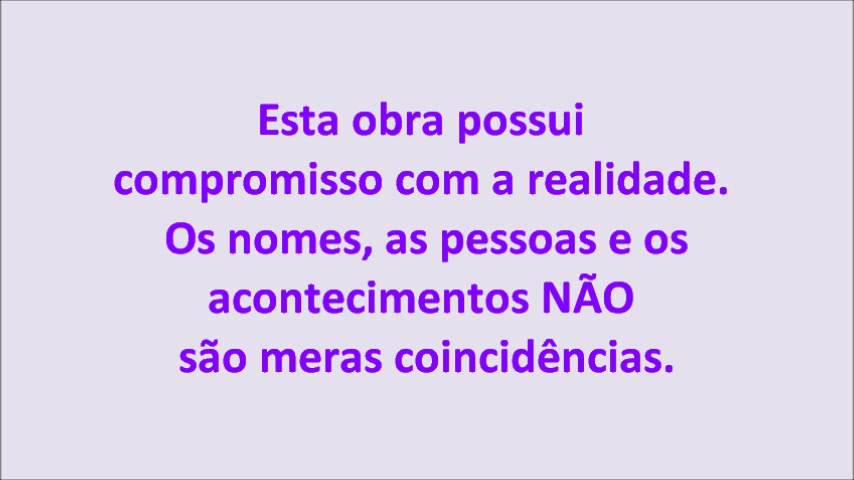 Esta obra possui
compromisso com a realidade.
Os nomes, as pessoas e os
acontecimentos NÃO
são meras coincidências.